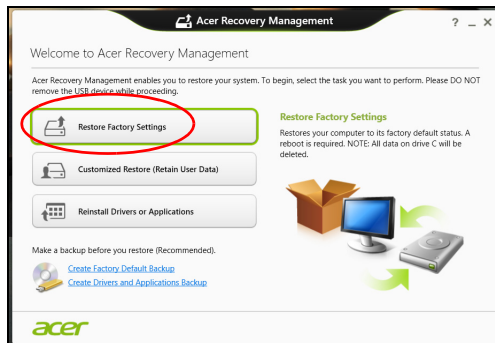 Acer Recovery Management
? _ X
Welcome to Acer Recovery Management
Acer Recovery Management enables you to restore your system. To begin, select the task you want to perform. Please DO NOT
remove the USB device while proceeding.
Restore Factory Settings
Customized Restore (Retain User Data)
Reinstall Drivers or Applications
Restore Factory Settings
Restores your computer to its factory default status. A
reboot is required. NOTE: All data on drive C will be
deleted.
Make a backup before you restore (Recommended).
Create Factory Default Backup
Create Drivers and Applications Backup
acer